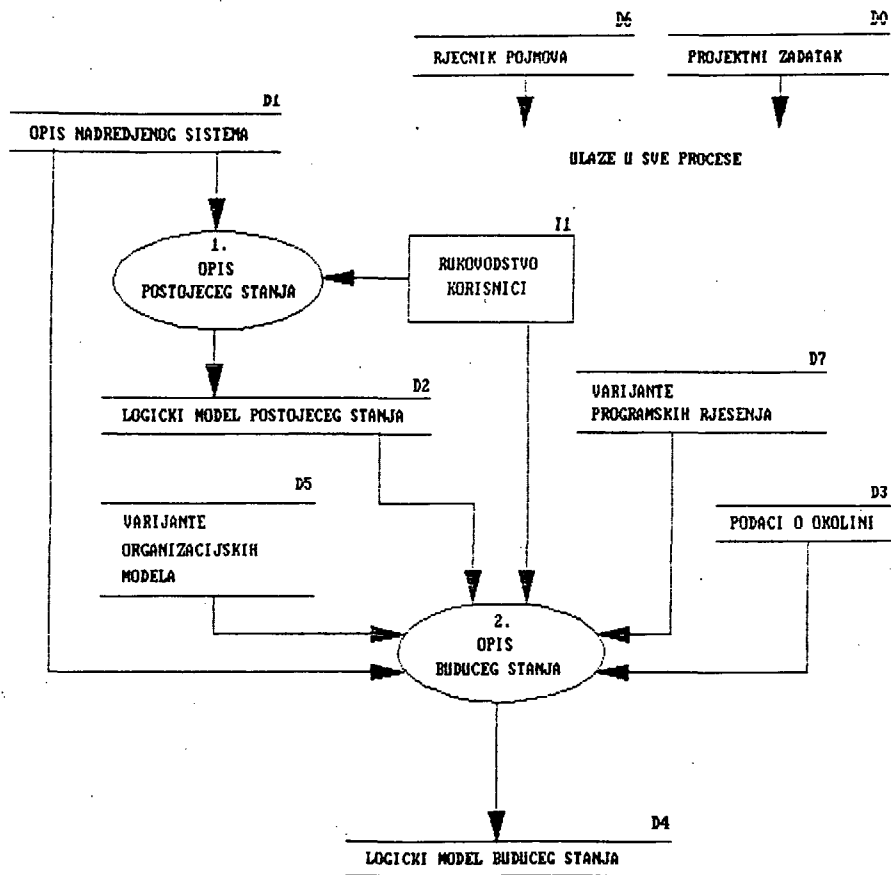 D6
D0
RJECNIK POJMOVA
PROJEKTNI ZADATAK
D1
OPIS NADREDJENOG SISTEMA
ULAZE U SVE PROCESE
1.
OPIS
POSTOJECEG STANJA
I1
RUKOVODSTVO
KORISNICI
D2
LOGICKI MODEL POSTOJECEG STANJA
D7
VARIJANTE
PROGRAMSKIH RJESENJA
D5
VARIJANTE
ORGANIZACIJSKIH
MODELA
D3
PODACI O OKOLINI
2.
OPIS
BUDUCEG STANJA
D4
LOGICKI MODEL BUDUCEG STANJA